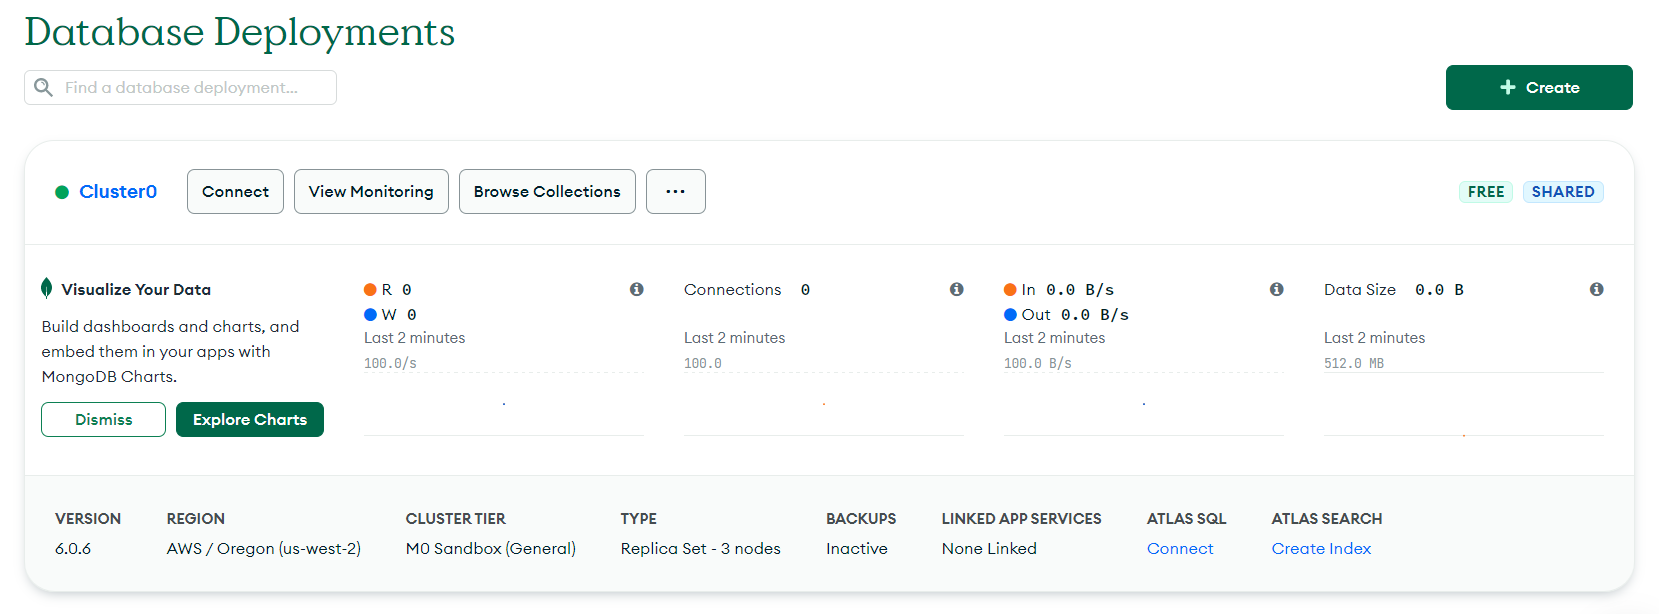 Database Deployments
Find a database deployment...
+ Create
Cluster0
Connect
View Monitoring
Browse Collections
...
FREE
SHARED
Visualize Your Data
Build dashboards and charts, and
embed them in your apps with
MongoDB Charts.
Dismiss
Explore Charts
R 0
W 0
Last 2 minutes
100.0/s
Connections 0
Last 2 minutes
100.0
In 0.0 B/s
Out 0.0 B/s
Last 2 minutes
100.0 B/s
Data Size 0.0 B
Last 2 minutes
512.0 MB
VERSION
6.0.6
REGION
AWS / Oregon (us-west-2)
CLUSTER TIER
M0 Sandbox (General)
TYPE
Replica Set - 3 nodes
BACKUPS
Inactive
LINKED APP SERVICES
None Linked
ATLAS SQL
Connect
ATLAS SEARCH
Create Index